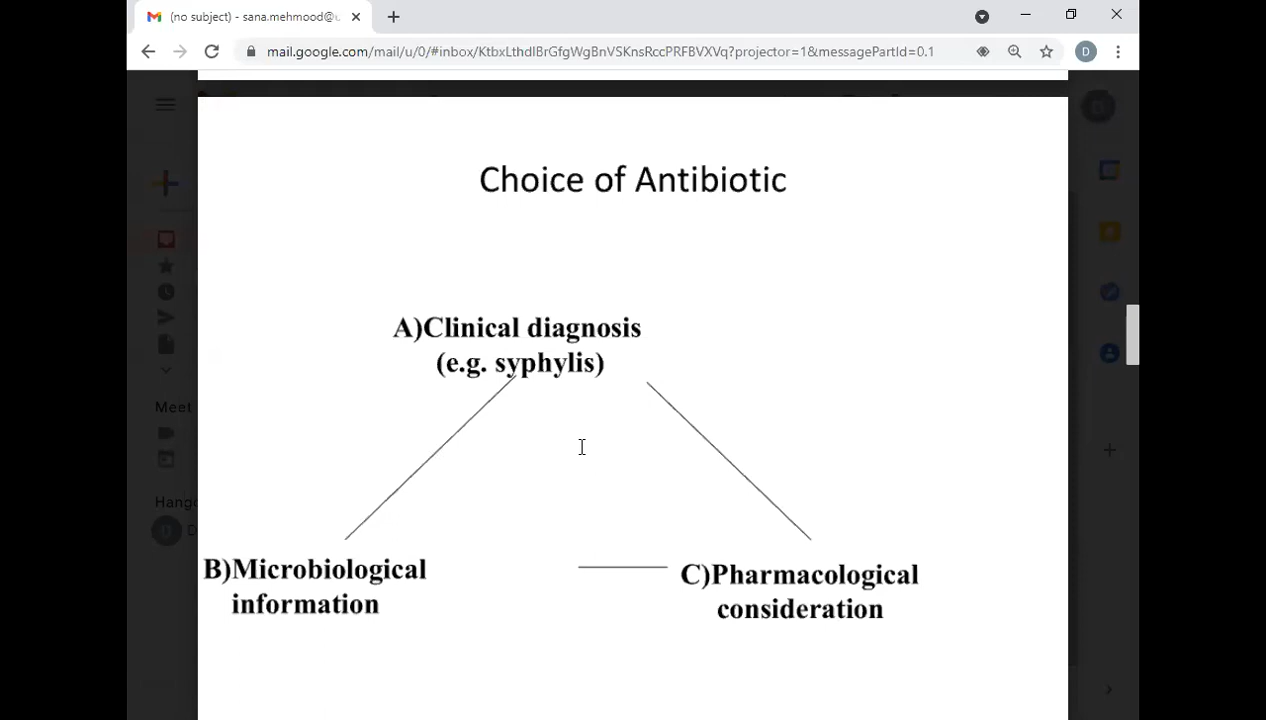 (no subject) - sana.mehmood@
mail.google.com/mail/u/0/#inbox/KtbxLthdlBrGfgWgBnVSKnsRccPRFBVXVq?projector=1&messagePartId=0.1
D
Choice of Antibiotic
A)Clinical diagnosis
(e.g. syphylis)
Meet
B)Microbiological
information
C)Pharmacological
consideration